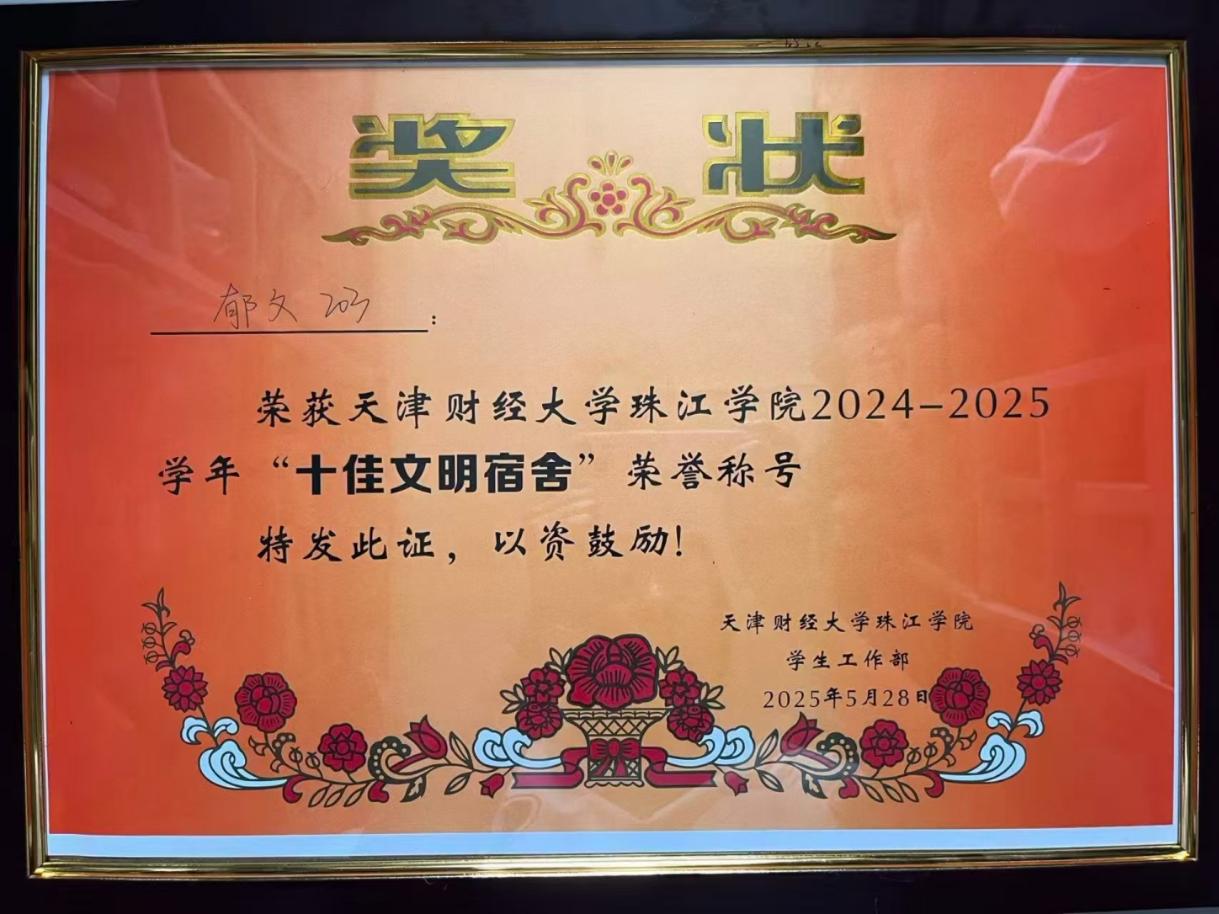 奖状
郁文 203:
荣获天津财经大学珠江学院2024-2025
学年“十佳文明宿舍”荣誉称号
特发此证，以资鼓励!
天津财经大学珠江学院
学生工作部
2025年5月28日